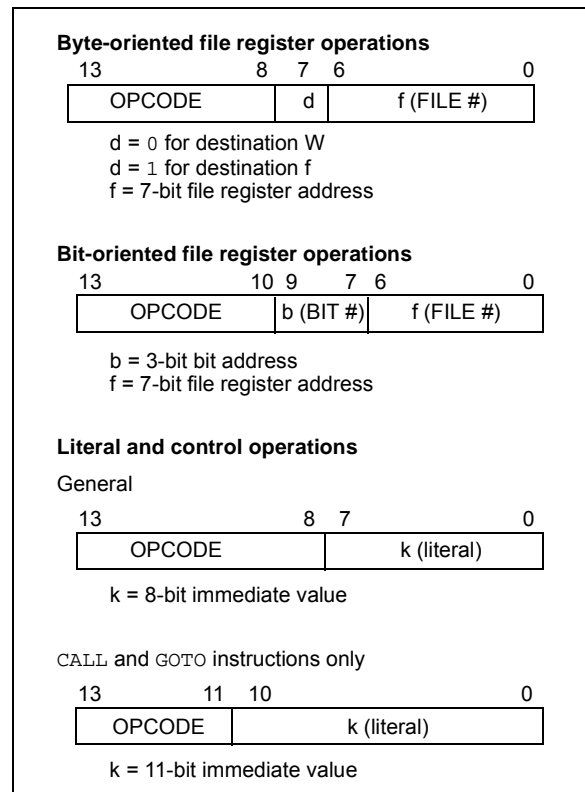 Byte-oriented file register operations
13 8 7 6 0
OPCODE d f (FILE #)
d = 0 for destination W
d = 1 for destination f
f = 7-bit file register address
Bit-oriented file register operations
13 10 9 7 6 0
OPCODE b (BIT #) f (FILE #)
b = 3-bit bit address
f = 7-bit file register address
Literal and control operations
General
13 8 7 0
OPCODE k (literal)
k = 8-bit immediate value
CALL and GOTO instructions only
13 11 10 0
OPCODE k (literal)
k = 11-bit immediate value